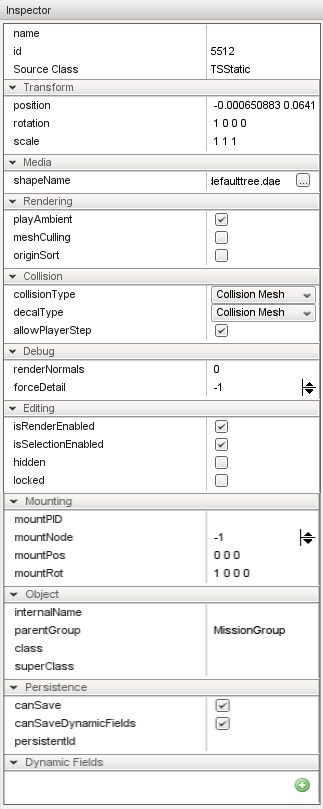 Inspector
name
id 5512
Source Class TSStatic
Transform
position -0.000650883 0.0641
rotation 1 0 0 0
scale 1 1 1
Media
shapeName lefaulttree.dae ...
Rendering
playAmbient
meshCulling
originSort
Collision
collisionType Collision Mesh
decalType Collision Mesh
allowPlayerStep
Debug
renderNormals 0
forceDetail -1
Editing
isRenderEnabled
isSelectionEnabled
hidden
locked
Mounting
mountPID
mountNode -1
mountPos 0 0 0
mountRot 1 0 0 0
Object
internalName
parentGroup MissionGroup
class
superClass
Persistence
canSave
canSaveDynamicFields
persistentId
Dynamic Fields